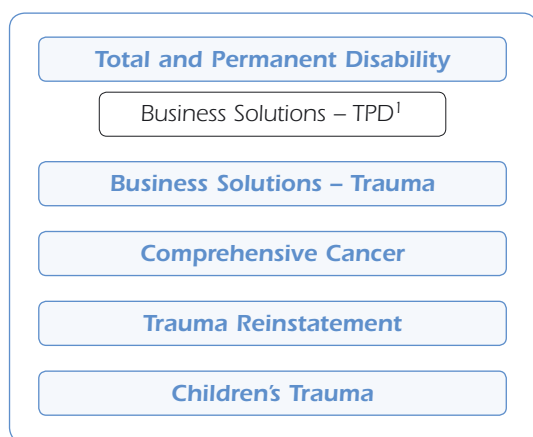 Total and Permanent Disability
Business Solutions – TPD¹
Business Solutions – Trauma
Comprehensive Cancer
Trauma Reinstatement
Children's Trauma